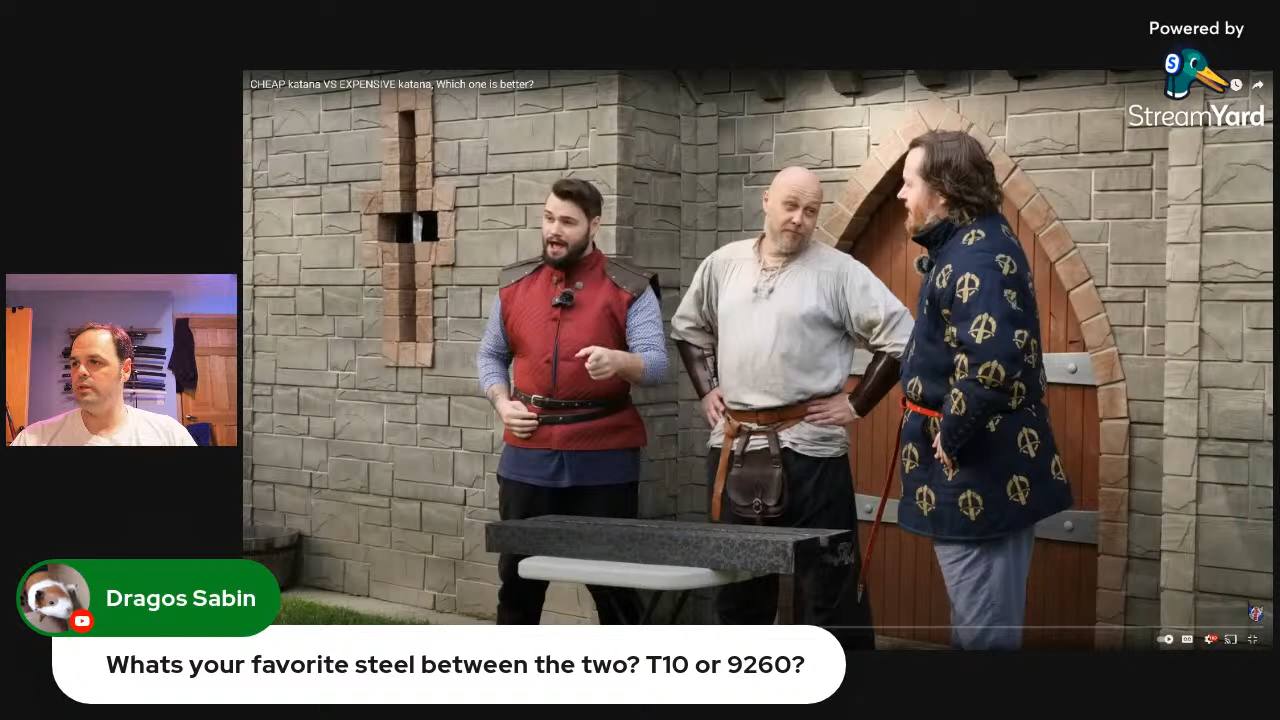 Powered by
StreamYard
CHEAP katana VS EXPENSIVE katana, Which one is better?
Dragos Sabin
Whats your favorite steel between the two? T10 or 9260?